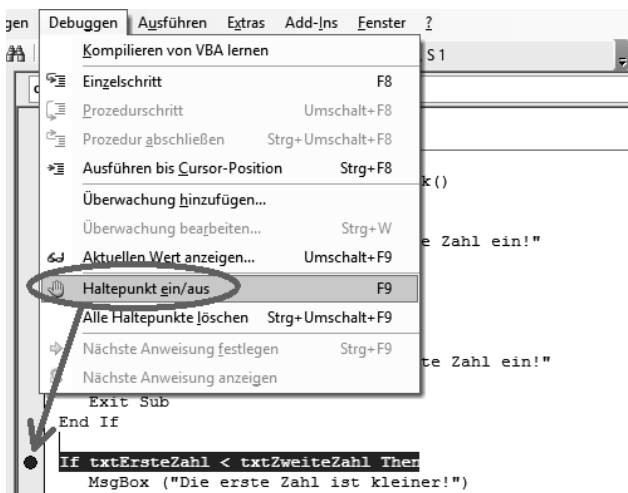 gen Debuggen Ausführen Extras Add-Ins Fenster ?
Kompilieren von VBA lernen
S 1
Einzelschritt F8
Prozedurschritt Umschalt+F8
Prozedur abschließen Strg+Umschalt+F8
Ausführen bis Cursor-Position Strg+F8
k()
Überwachung hinzufügen...
Überwachung bearbeiten... Strg+W
e Zahl ein!"
Aktuellen Wert anzeigen... Umschalt+F9
Haltepunkt ein/aus F9
Alle Haltepunkte löschen Strg+Umschalt+F9
Nächste Anweisung festlegen Strg+F9
te Zahl ein!"
Nächste Anweisung anzeigen
Exit Sub
End If
If txtErsteZahl < txtZweiteZahl Then
MsgBox ("Die erste Zahl ist kleiner!")